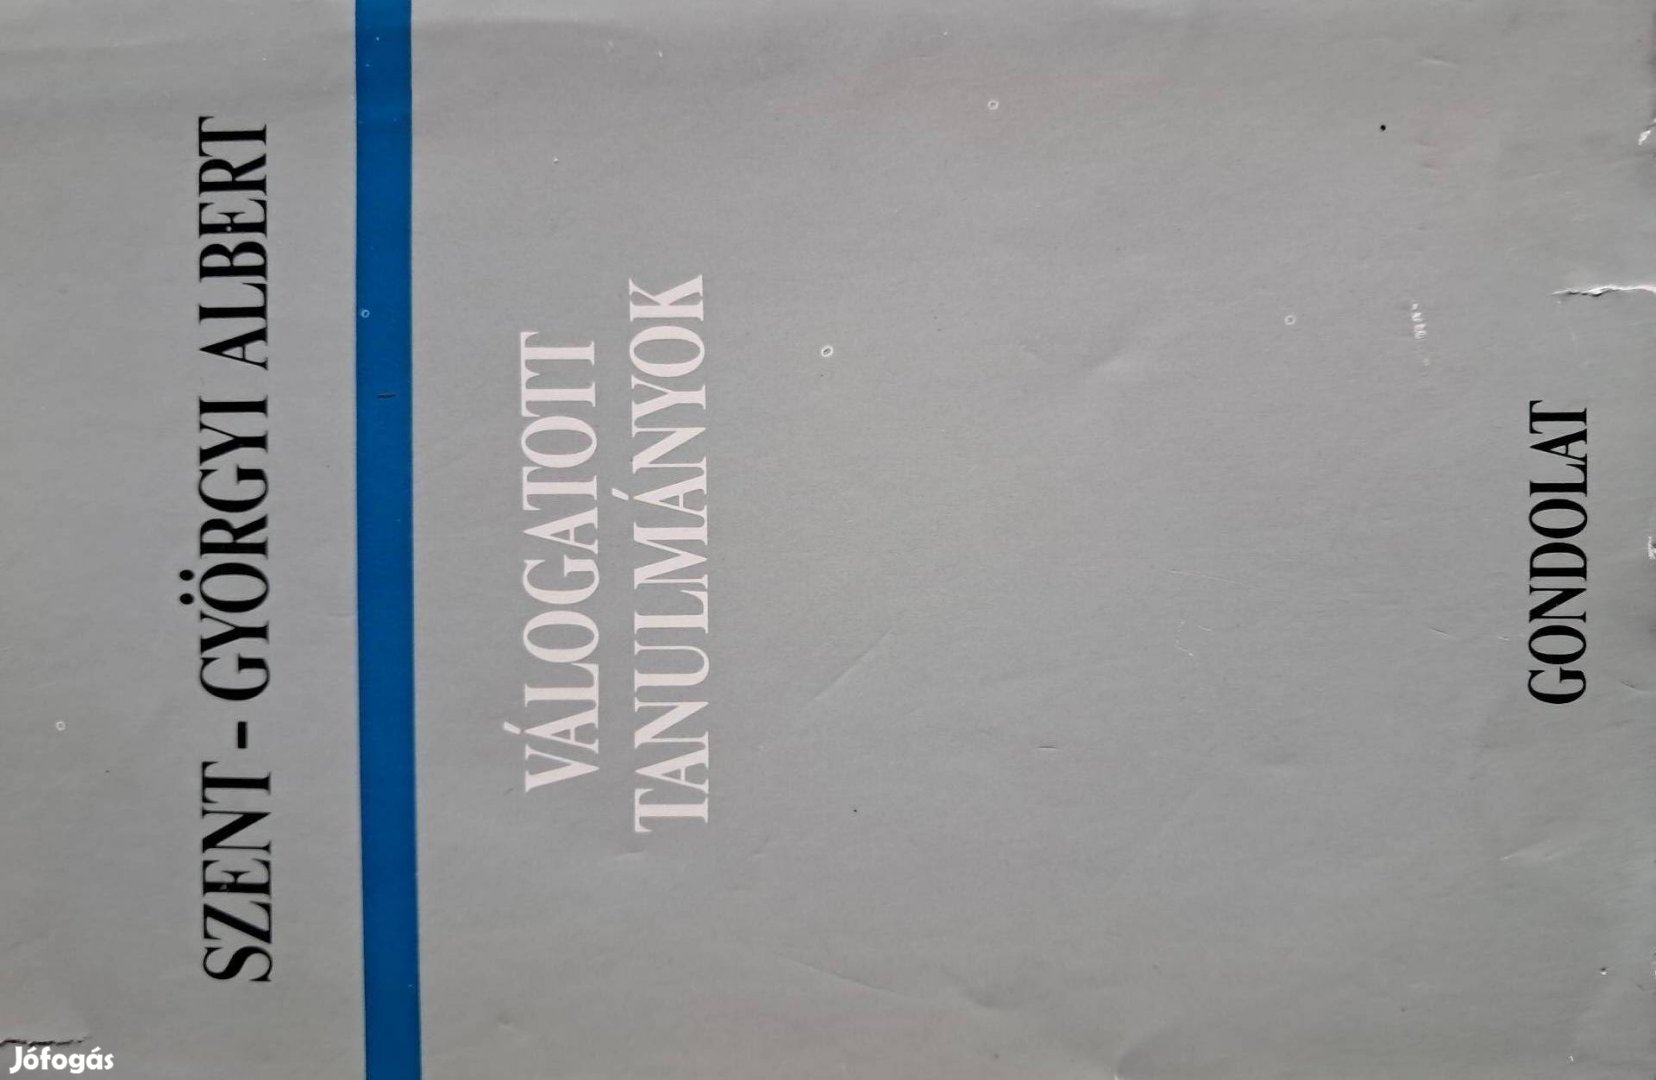 SZENT - GYÖRGYI ALBERT
VÁLOGATOTT
TANULMÁNYOK
GONDOLAT
Jófogás